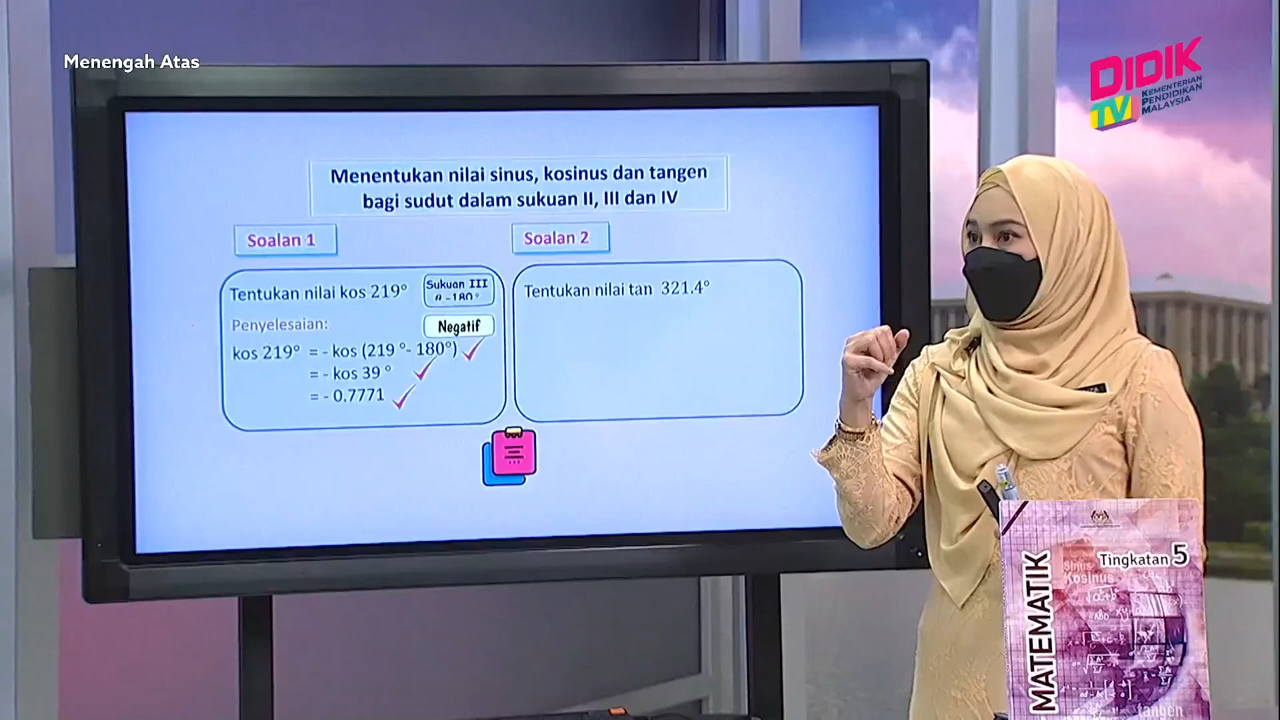 Menengah Atas
DIDIK
TV
KEMENTERIAN
PENDIDIKAN
MALAYSIA
Menentukan nilai sinus, kosinus dan tangen
bagi sudut dalam sukuan II, III dan IV
Soalan 1
Tentukan nilai kos 219°
Sukuan III
θ -180°
Penyelesaian:
Negatif
kos 219° = - kos (219 °- 180°)
= - kos 39 °
= - 0.7771
Soalan 2
Tentukan nilai tan 321.4°
MATEMATIK
Tingkatan 5
Sinus
Kosinus
tangen